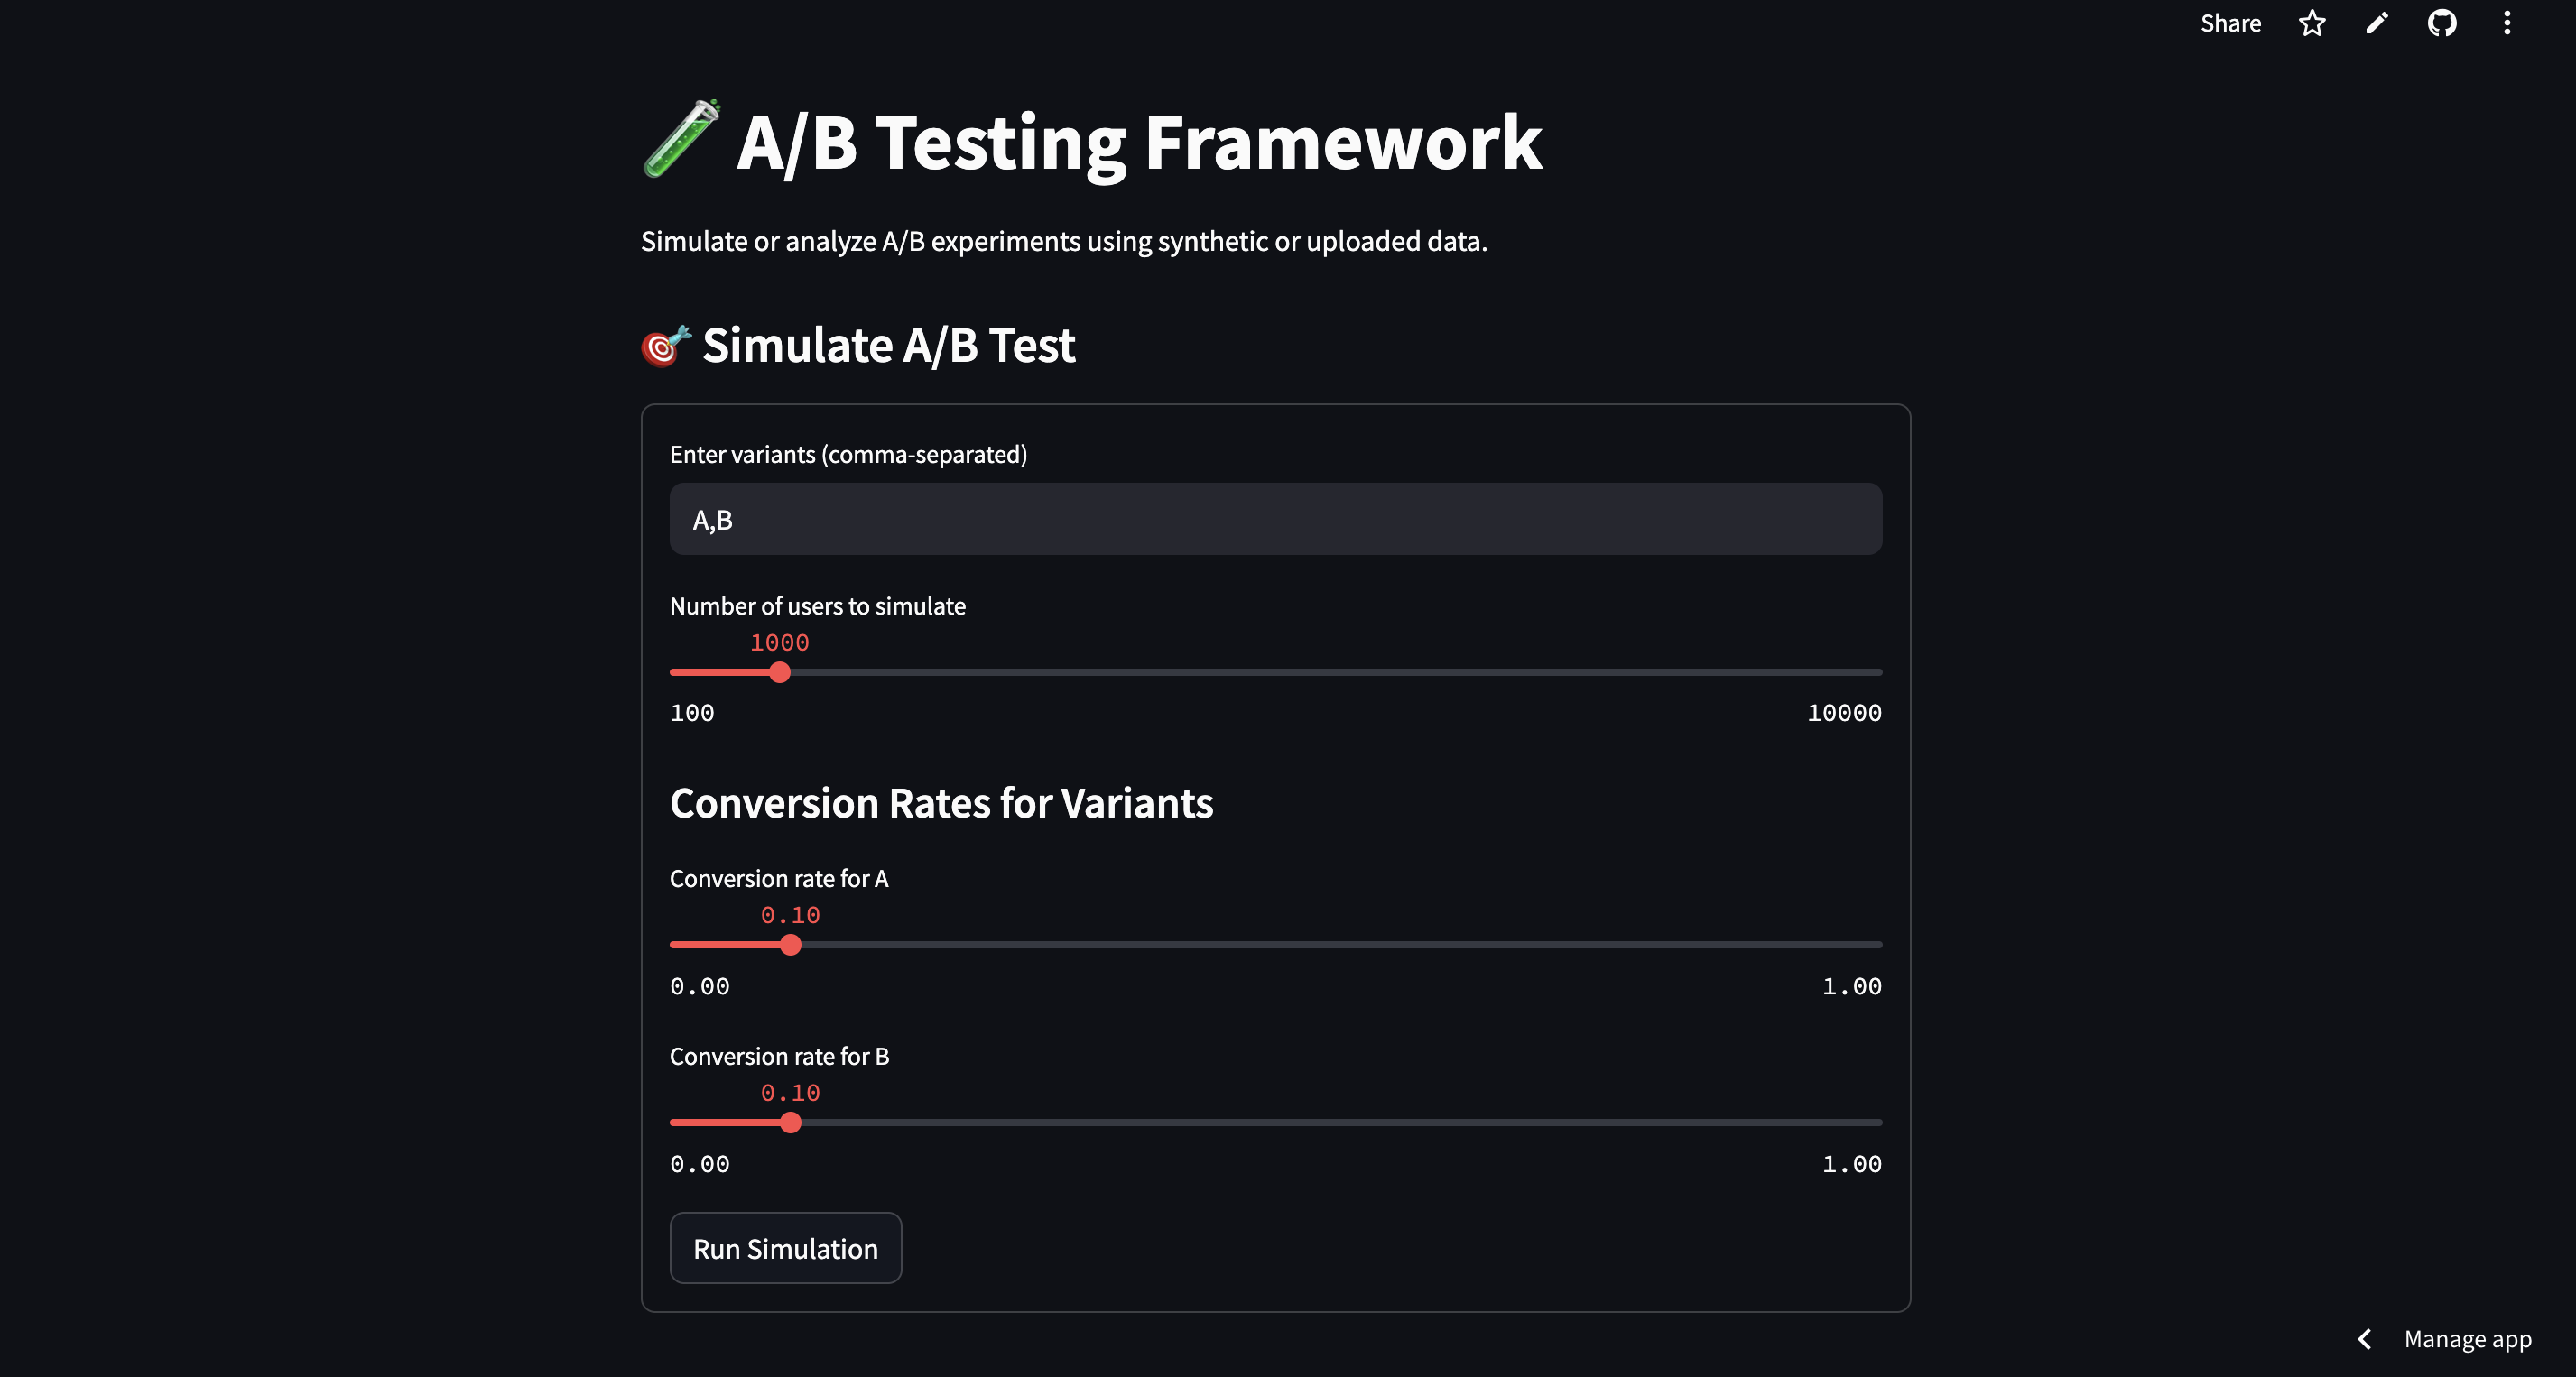 Share
A/B Testing Framework
Simulate or analyze A/B experiments using synthetic or uploaded data.
Simulate A/B Test
Enter variants (comma-separated)
A,B
Number of users to simulate
1000
100 10000
Conversion Rates for Variants
Conversion rate for A
0.10
0.00 1.00
Conversion rate for B
0.10
0.00 1.00
Run Simulation
Manage app